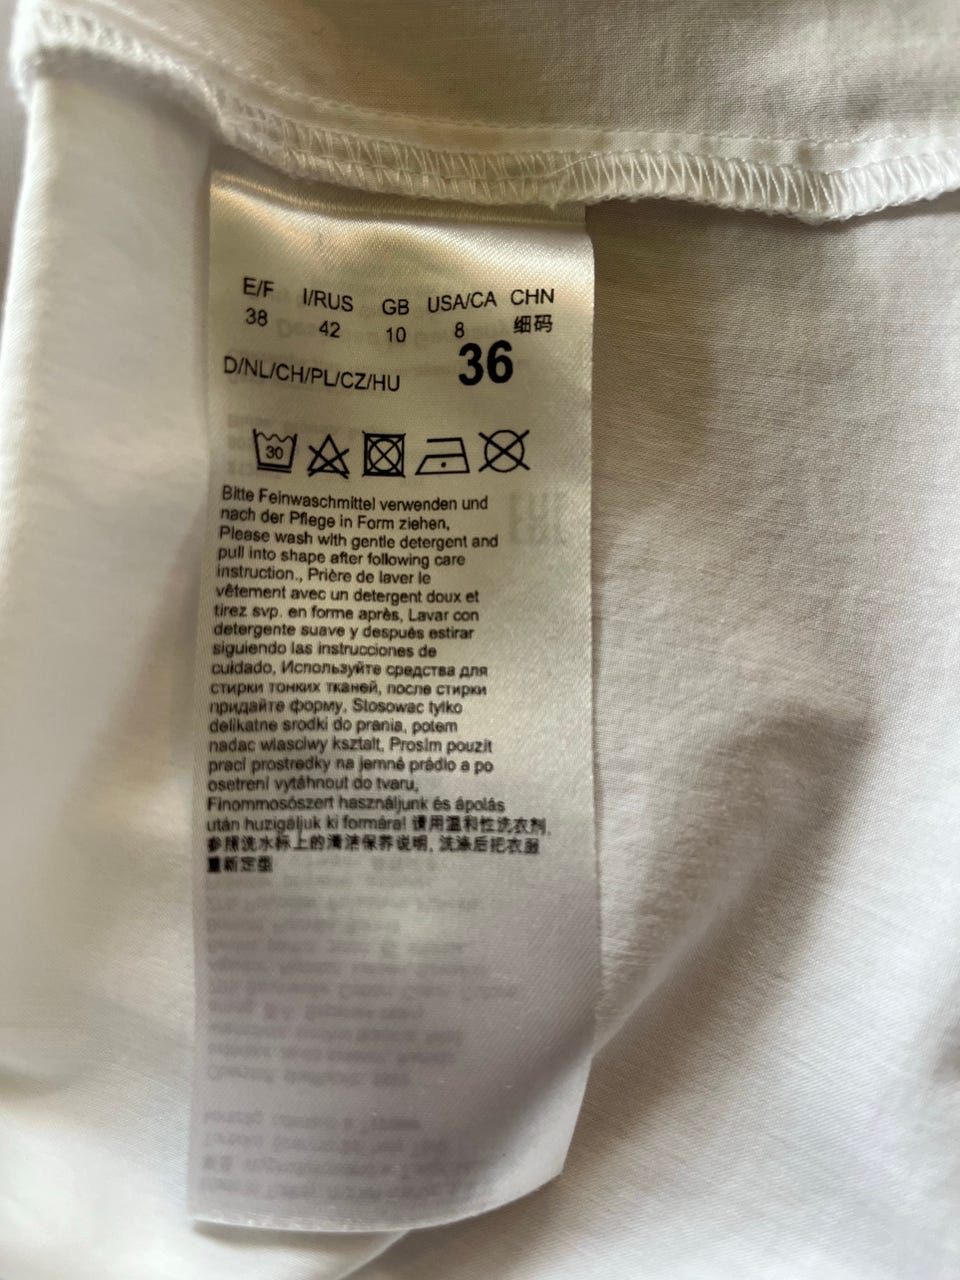 E/F I/RUS GB USA/CA CHN
38 42 10 8 细码
D/NL/CH/PL/CZ/HU 36
30
Bitte Feinwaschmittel verwenden und
nach der Pflege in Form ziehen,
Please wash with gentle detergent and
pull into shape after following care
instruction., Prière de laver le
vêtement avec un detergent doux et
tirez svp. en forme après, Lavar con
detergente suave y después estirar
siguiendo las instrucciones de
cuidado, Используйте средства для
стирки тонких тканей, после стирки
придайте форму, Stosowac tylko
delikatne srodki do prania, potem
nadac wlasciwy ksztalt, Prosim pouzit
praci prostredky na jemné prádlo a po
osetreni vytáhnout do tvaru,
Finommosószert használjunk és ápolás
után huzigáljuk ki formára! 请用温和性洗衣剂,
参照洗水标上的清洁保养说明, 洗涤后把衣服
重新定型